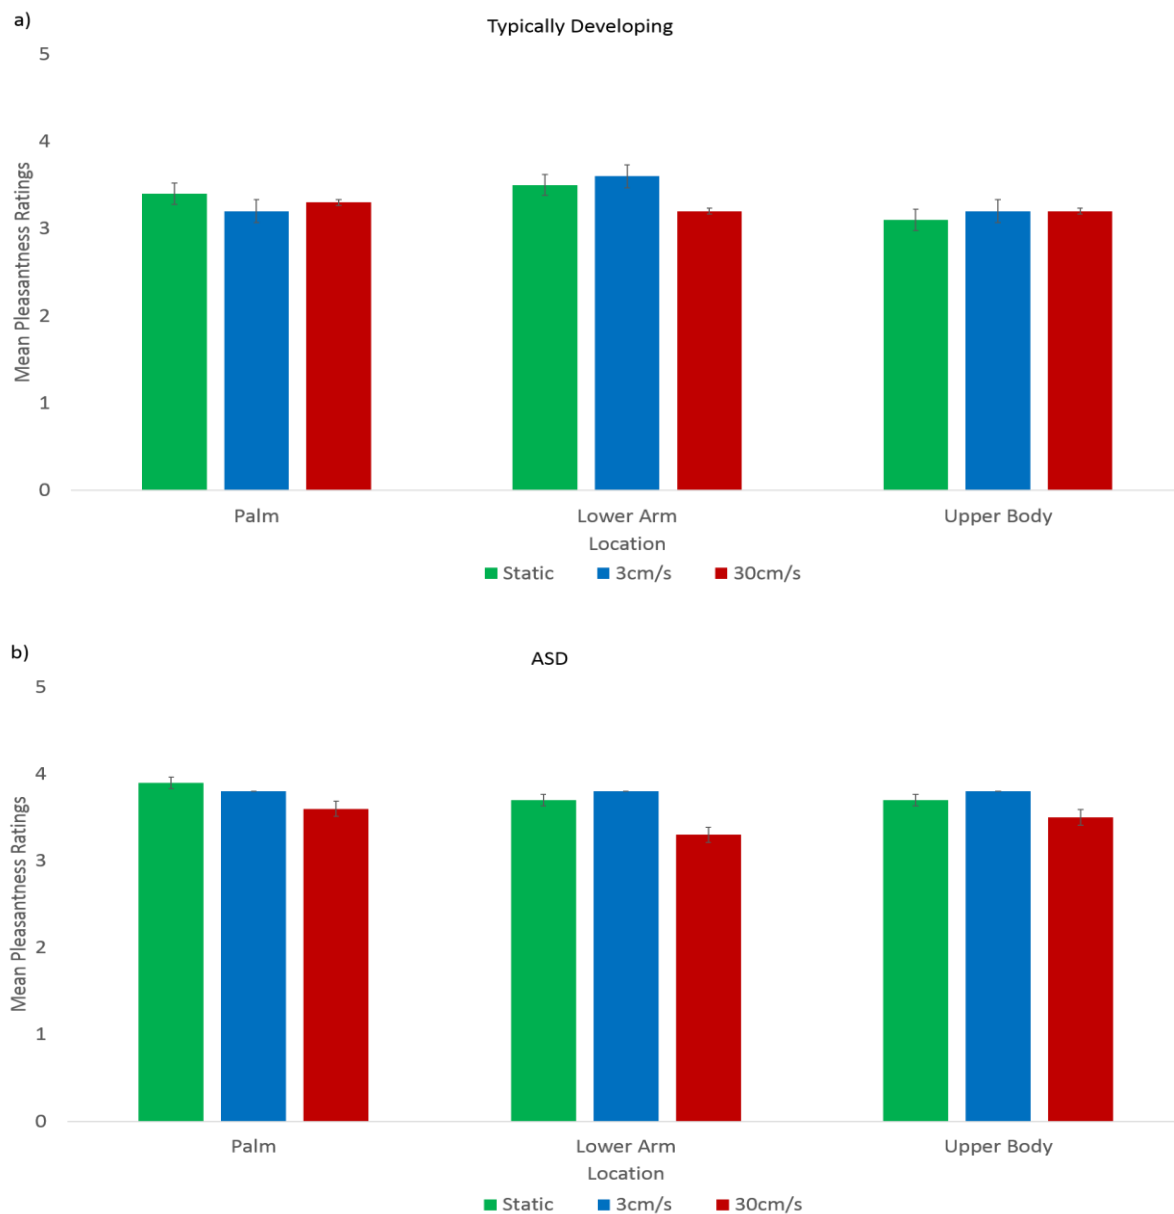 a)
Typically Developing
5
4
3
2
1
0
Mean Pleasantness Ratings
Palm Lower Arm Upper Body
Location
Static 3cm/s 30cm/s
b)
ASD
5
4
3
2
1
0
Mean Pleasantness Ratings
Palm Lower Arm Upper Body
Location
Static 3cm/s 30cm/s